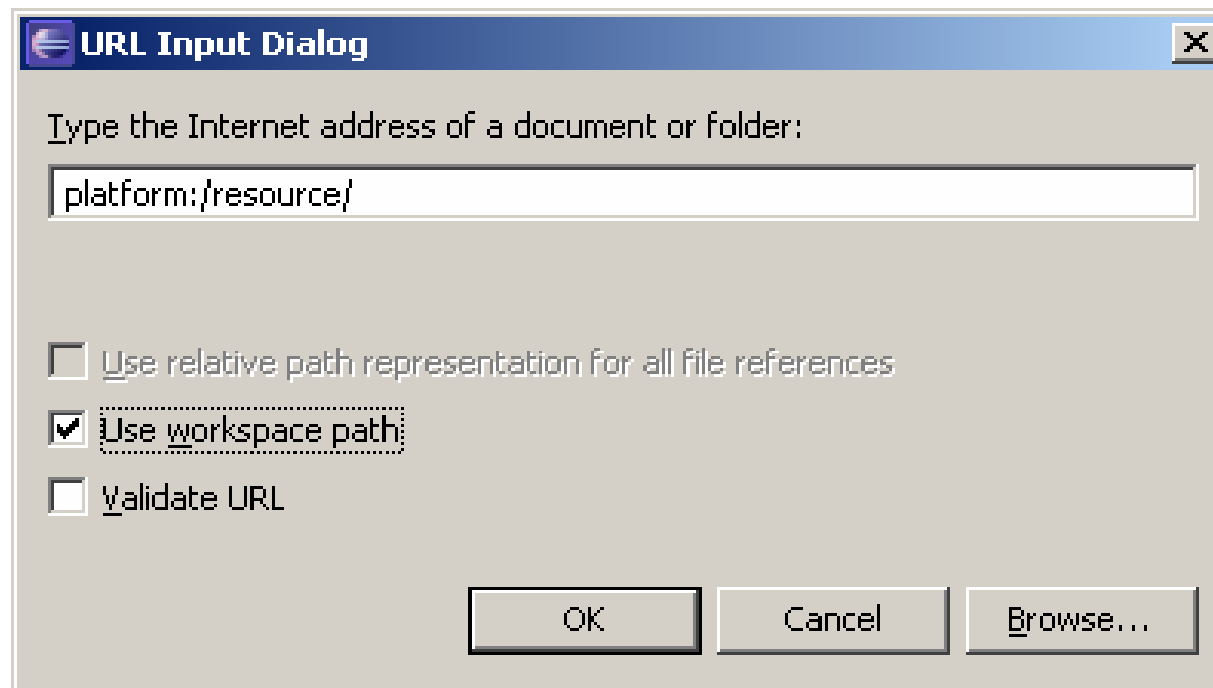 URL Input Dialog
Type the Internet address of a document or folder:
platform:/resource/
Use relative path representation for all file references
Use workspace path
Validate URL
OK Cancel Browse...